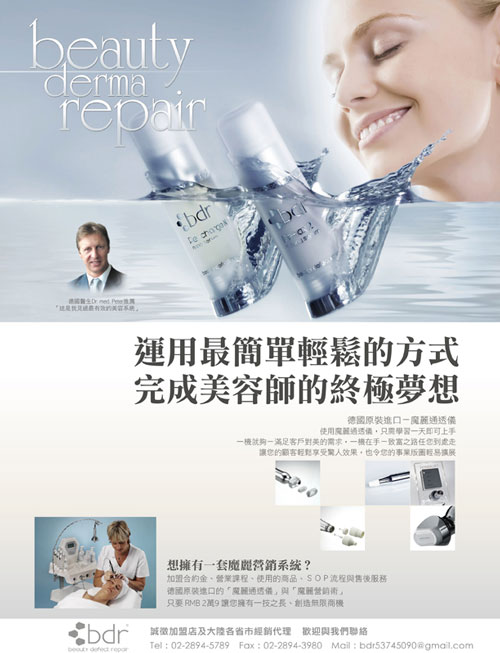 beauty
derma
repair
bdr
bdr
德國醫生Dr. med. Peter推薦
「這是我見過最有效的美容系統」
運用最簡單輕鬆的方式
完成美容師的終極夢想
德國原裝進口－魔麗通透儀
使用魔麗通透儀，只需學習一天即可上手
一機就夠－滿足客戶對美的需求，一機在手－致富之路任您到處走
讓您的顧客輕鬆享受驚人效果，也令您的事業版圖輕易擴展
想擁有一套魔麗營銷系統？
加盟合約金、營業課程、使用的商品、ＳＯＰ流程與售後服務
德國原裝進口的「魔麗通透儀」與「魔麗營銷術」
只要 RMB 2萬9 讓您擁有一技之長、創造無限商機
bdr
beauty defect repair
誠徵加盟店及大陸各省市經銷代理　歡迎與我們聯絡
Tel：02-2894-5789　Fax：02-2894-3980　Mail：bdr53745090@gmail.com